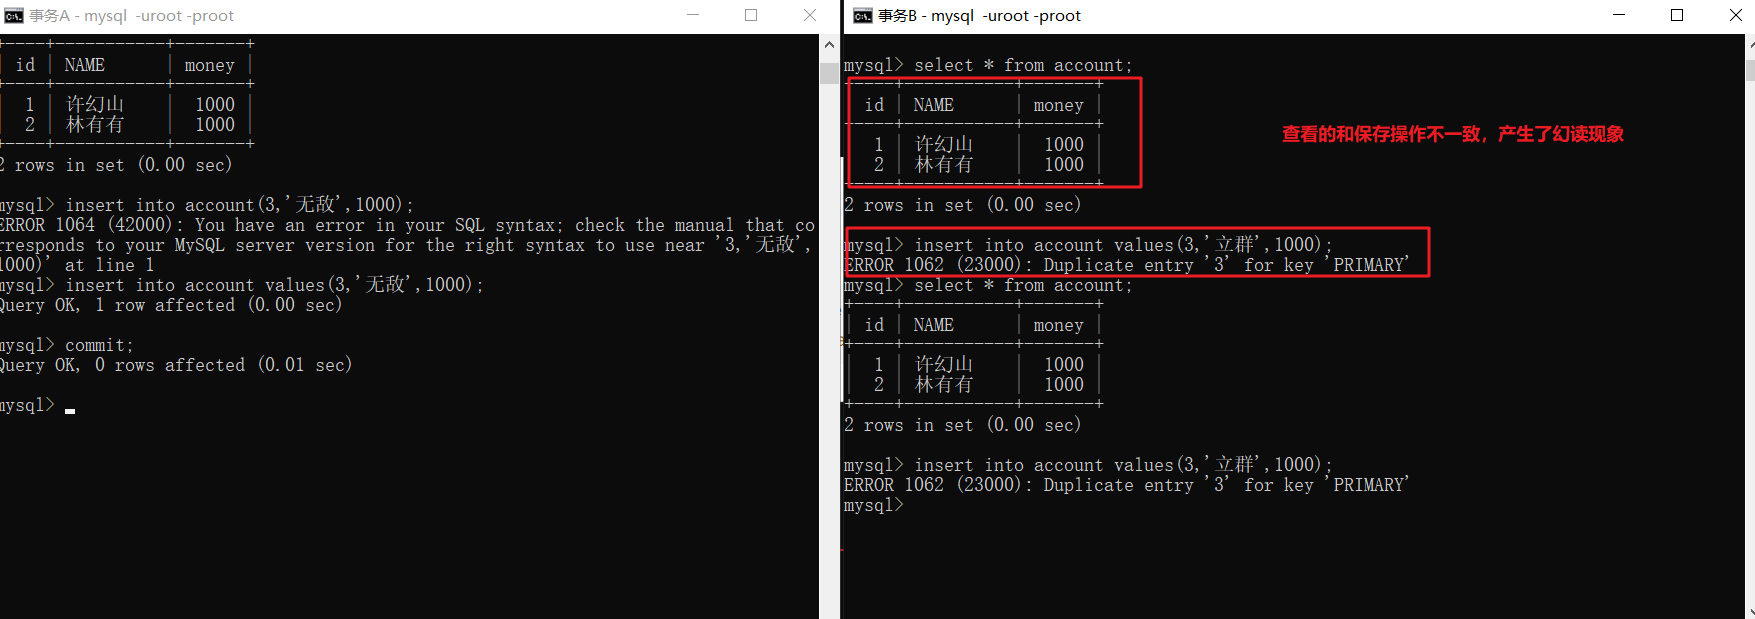 事务A - mysql  -uroot -proot
+----+-----------+-------+
| id | NAME      | money |
+----+-----------+-------+
|  1 | 许幻山    |  1000 |
|  2 | 林有有    |  1000 |
+----+-----------+-------+
2 rows in set (0.00 sec)
mysql> insert into account(3,'无敌',1000);
ERROR 1064 (42000): You have an error in your SQL syntax; check the manual that co
rresponds to your MySQL server version for the right syntax to use near '3,'无敌',
1000)' at line 1
mysql> insert into account values(3,'无敌',1000);
Query OK, 1 row affected (0.00 sec)
mysql> commit;
Query OK, 0 rows affected (0.01 sec)
mysql>
事务B - mysql  -uroot -proot
mysql> select * from account;
+----+-----------+-------+
| id | NAME      | money |
+----+-----------+-------+
|  1 | 许幻山    |  1000 |
|  2 | 林有有    |  1000 |
+----+-----------+-------+
2 rows in set (0.00 sec)
查看的和保存操作不一致，产生了幻读现象
mysql> insert into account values(3,'立群',1000);
ERROR 1062 (23000): Duplicate entry '3' for key 'PRIMARY'
mysql> select * from account;
+----+-----------+-------+
| id | NAME      | money |
+----+-----------+-------+
|  1 | 许幻山    |  1000 |
|  2 | 林有有    |  1000 |
+----+-----------+-------+
2 rows in set (0.00 sec)
mysql> insert into account values(3,'立群',1000);
ERROR 1062 (23000): Duplicate entry '3' for key 'PRIMARY'
mysql>